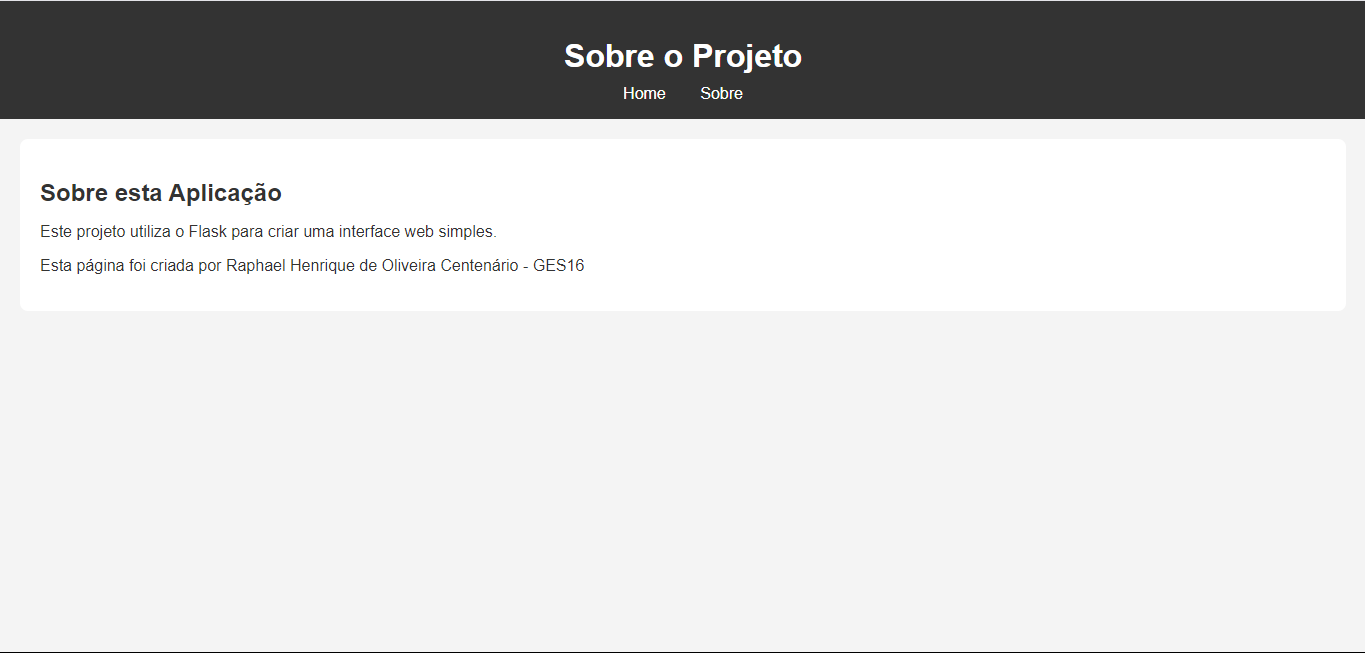 Sobre o Projeto
Home Sobre
Sobre esta Aplicação
Este projeto utiliza o Flask para criar uma interface web simples.
Esta página foi criada por Raphael Henrique de Oliveira Centenário - GES16